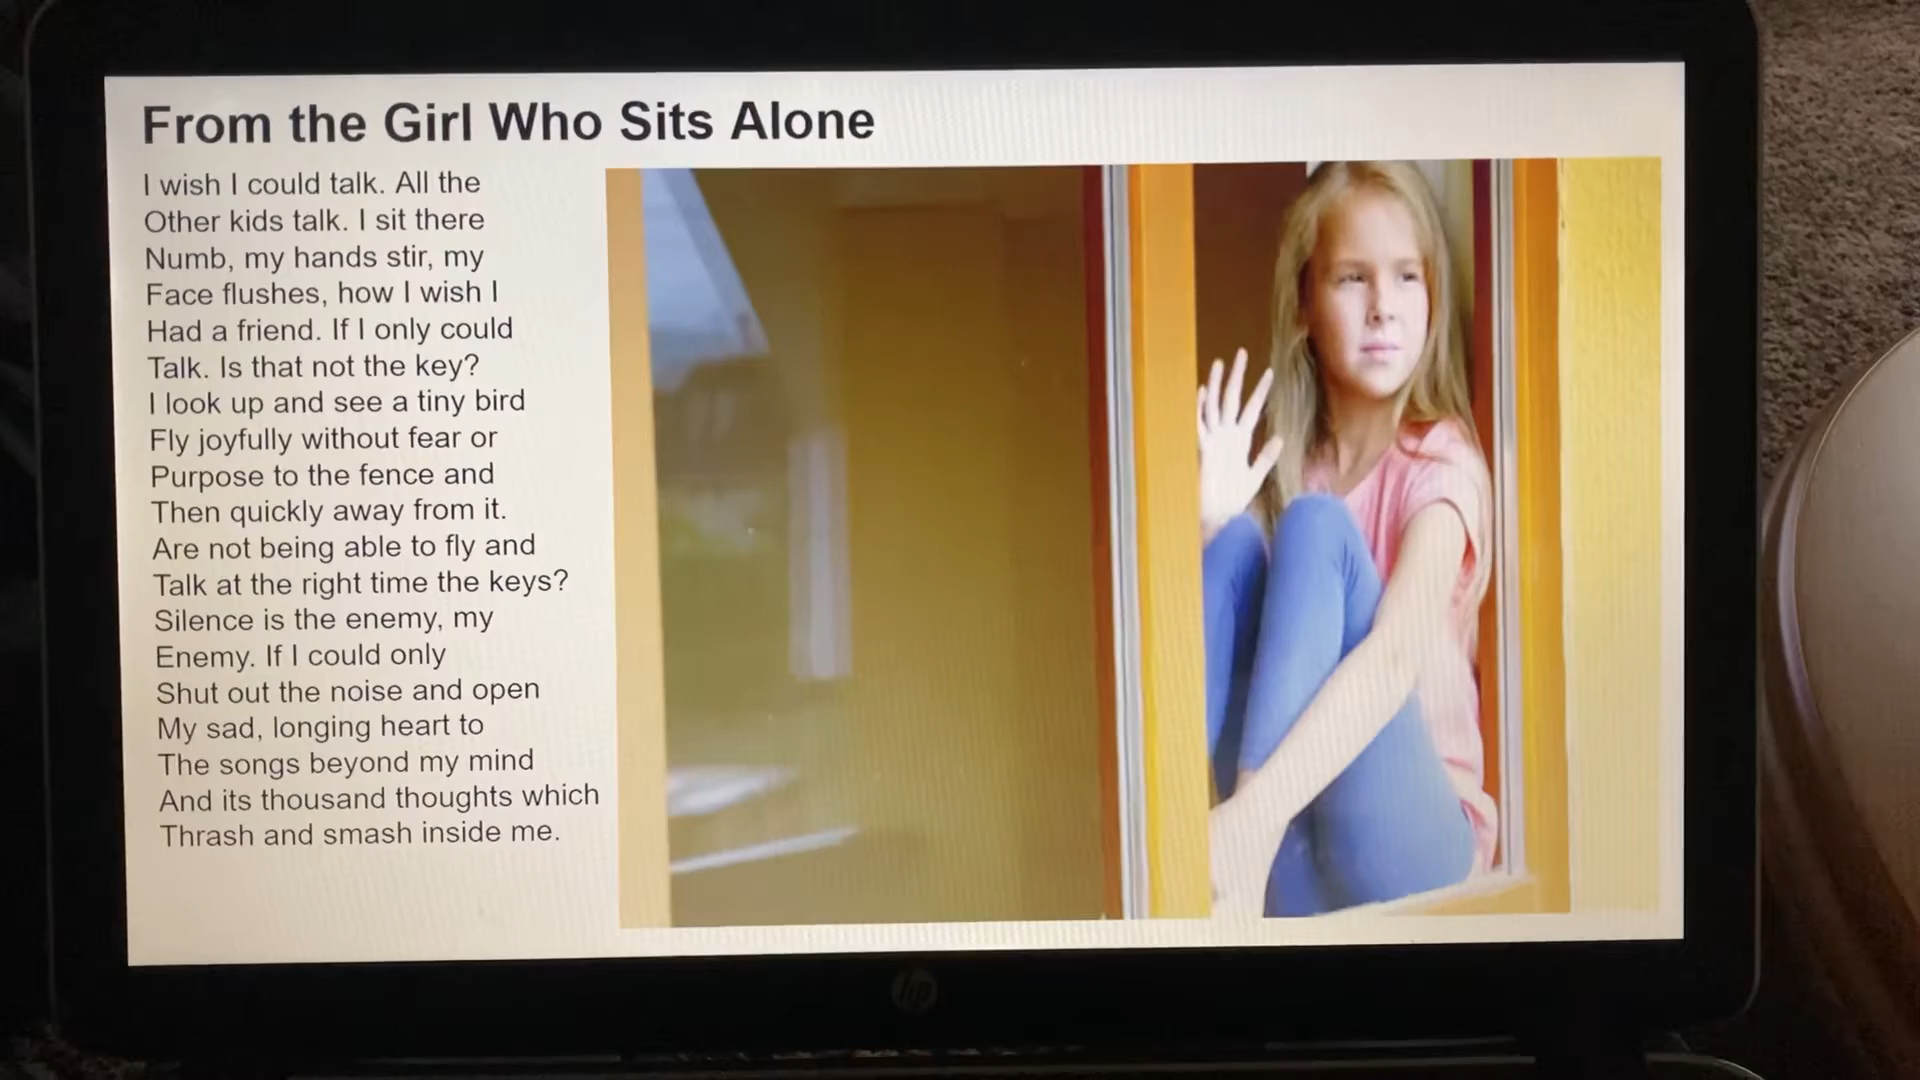 From the Girl Who Sits Alone
I wish I could talk. All the
Other kids talk. I sit there
Numb, my hands stir, my
Face flushes, how I wish I
Had a friend. If I only could
Talk. Is that not the key?
I look up and see a tiny bird
Fly joyfully without fear or
Purpose to the fence and
Then quickly away from it.
Are not being able to fly and
Talk at the right time the keys?
Silence is the enemy, my
Enemy. If I could only
Shut out the noise and open
My sad, longing heart to
The songs beyond my mind
And its thousand thoughts which
Thrash and smash inside me.
hp